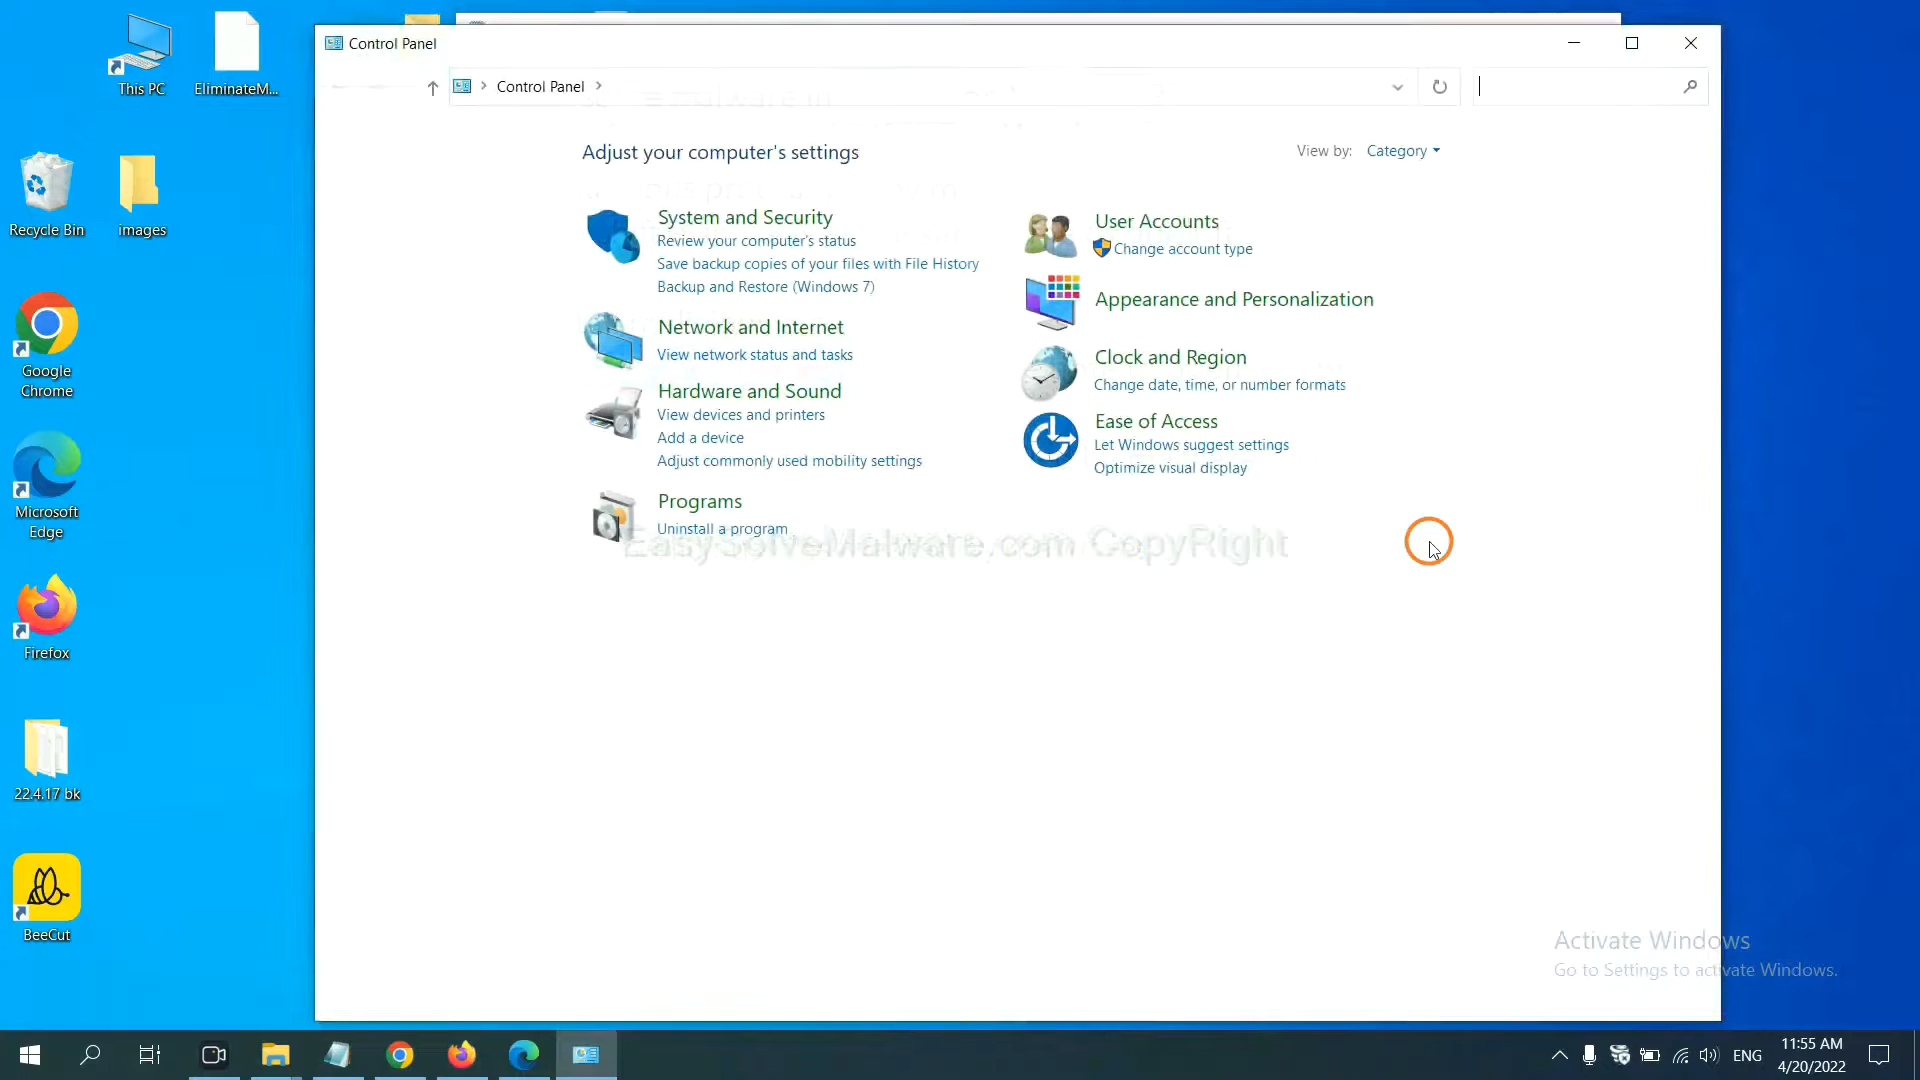 This PC
EliminateM...
Recycle Bin
images
Google
Chrome
Microsoft
Edge
Firefox
22.4.17 bk
BeeCut
Control Panel
Control Panel
Adjust your computer's settings
View by: Category
System and Security
Review your computer's status
Save backup copies of your files with File History
Backup and Restore (Windows 7)
Network and Internet
View network status and tasks
Hardware and Sound
View devices and printers
Add a device
Adjust commonly used mobility settings
Programs
Uninstall a program
User Accounts
Change account type
Appearance and Personalization
Clock and Region
Change date, time, or number formats
Ease of Access
Let Windows suggest settings
Optimize visual display
EasySolveMalware.com CopyRight
Activate Windows
Go to Settings to activate Windows.
ENG
11:55 AM
4/20/2022